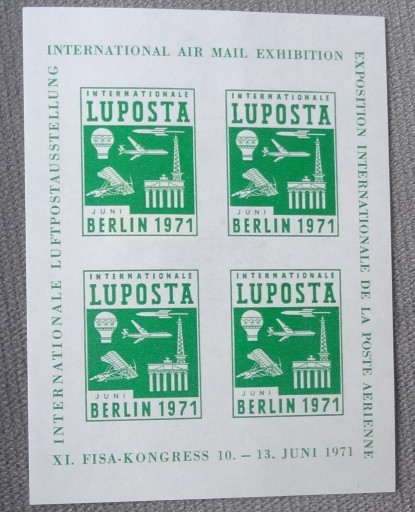 INTERNATIONAL AIR MAIL EXHIBITION
INTERNATIONALE LUFTPOSTAUSSTELLUNG
EXPOSITION INTERNATIONALE DE LA POSTE AERIENNE
INTERNATIONALE
LUPOSTA
JUNI
BERLIN 1971
INTERNATIONALE
LUPOSTA
JUNI
BERLIN 1971
INTERNATIONALE
LUPOSTA
JUNI
BERLIN 1971
INTERNATIONALE
LUPOSTA
JUNI
BERLIN 1971
XI. FISA-KONGRESS 10. — 13. JUNI 1971